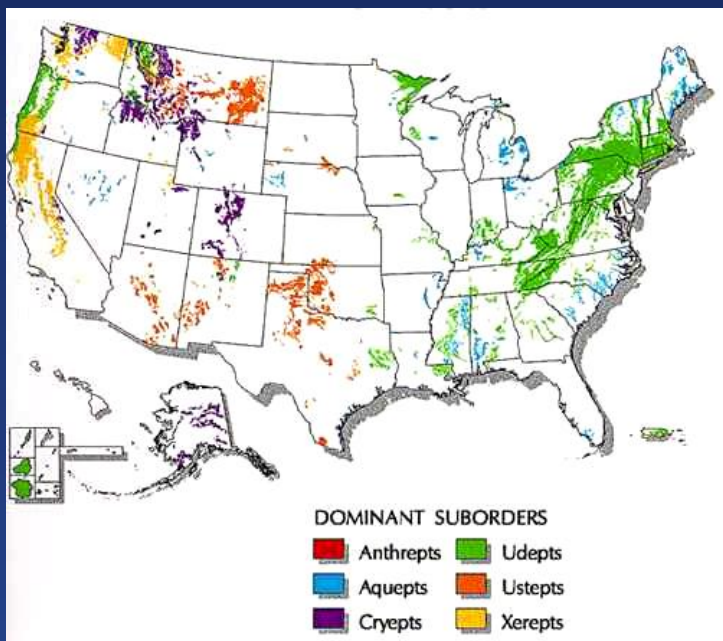 DOMINANT SUBORDERS
Anthrepts
Udepts
Aquepts
Ustepts
Cryepts
Xerepts